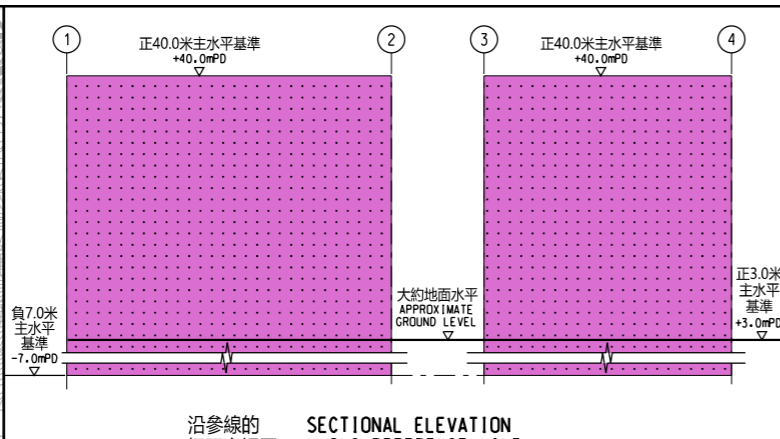 1
正40.0米主水平基準
+40.0mPD
2
3
正40.0米主水平基準
+40.0mPD
4
負7.0米
主水平
基準
-7.0mPD
大約地面水平
APPROXIMATE
GROUND LEVEL
正3.0米
主水平
基準
+3.0mPD
沿參線的 SECTIONAL ELEVATION